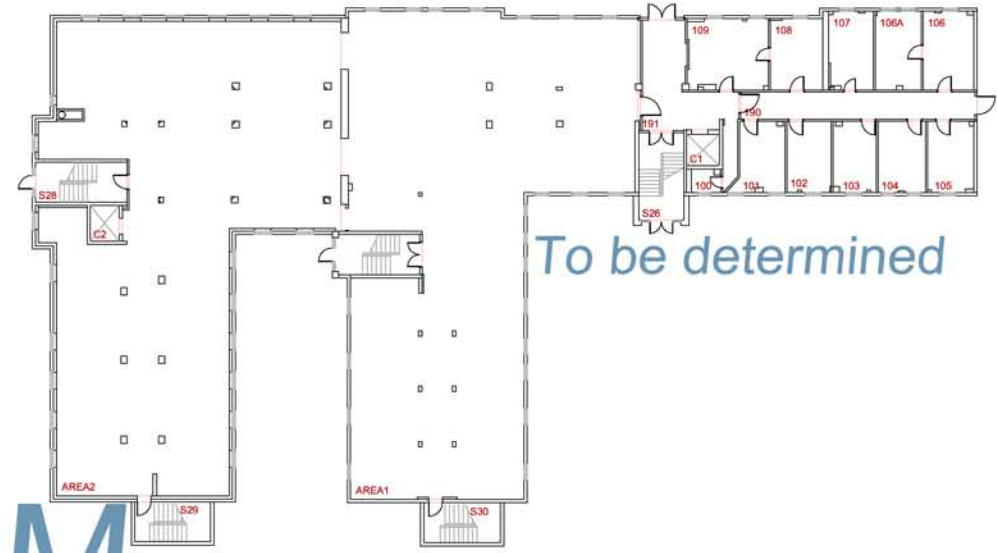 107 106A 106
109 108
191 190
C1
S28 100 101 102 103 104 105
S26
C2
To be determined
AREA2 AREA1
S29 S30
M